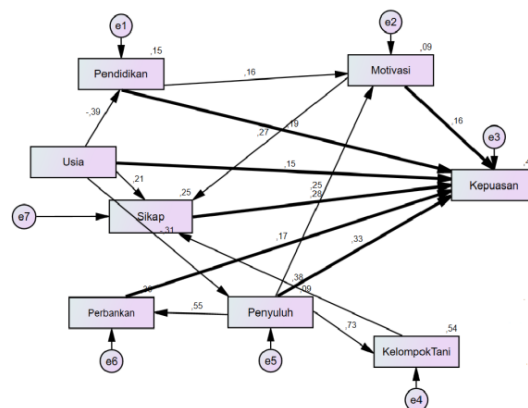 e1
e2
,15
,09
Pendidikan
,16
Motivasi
-,39
,27
,19
,16
e3
Usia
,15
,21
,25
,25
,28
Kepuasan
e7
Sikap
-,31
,17
,33
,38
,09
Perbankan
,55
Penyuluh
,73
,54
KelompokTani
e6
e5
e4